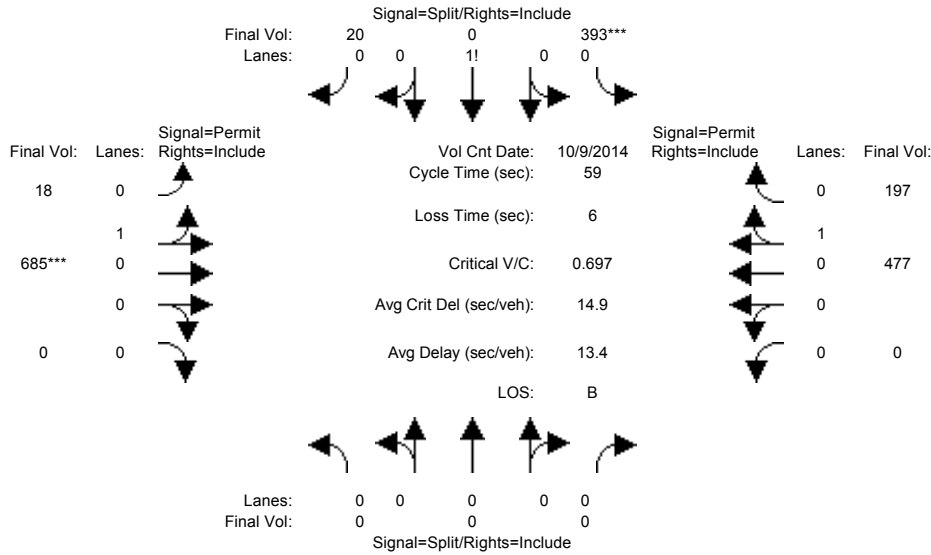 Signal=Split/Rights=Include
Final Vol: 20 0 393***
Lanes: 0 0 1! 0 0
Signal=Permit Signal=Permit
Final Vol: Lanes: Rights=Include Vol Cnt Date: 10/9/2014 Rights=Include Lanes: Final Vol:
Cycle Time (sec): 59
18 0 0 197
Loss Time (sec): 6
1 1
685*** 0 Critical V/C: 0.697 0 477
0 Avg Crit Del (sec/veh): 14.9 0
0 0 Avg Delay (sec/veh): 13.4 0 0
LOS: B
Lanes: 0 0 0 0 0
Final Vol: 0 0 0
Signal=Split/Rights=Include